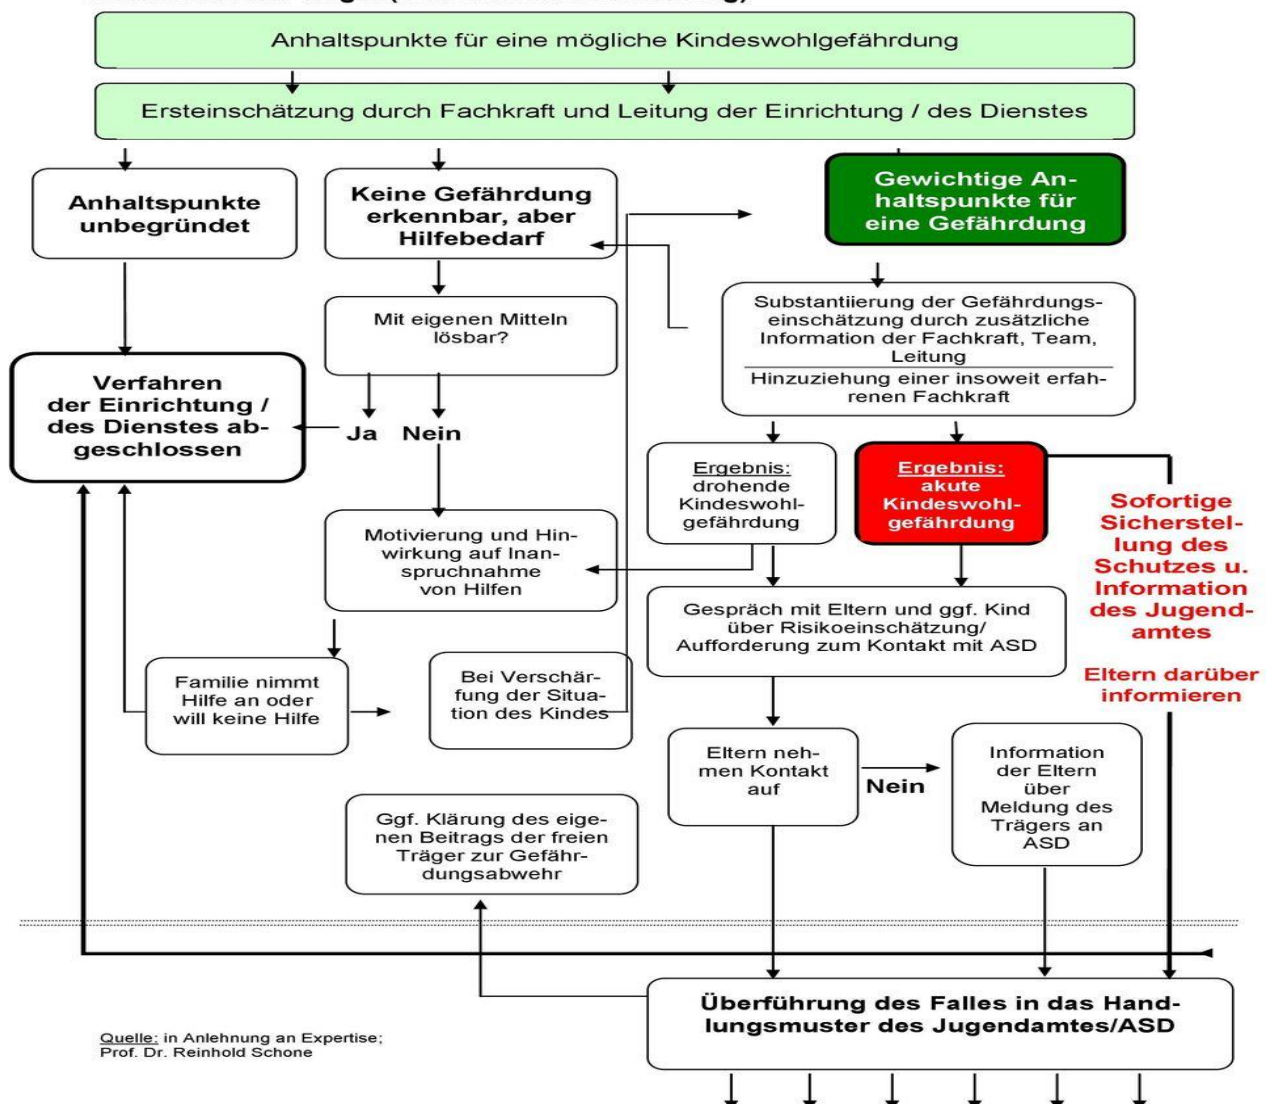 Anhaltspunkte für eine mögliche Kindeswohlgefährdung
Ersteinschätzung durch Fachkraft und Leitung der Einrichtung / des Dienstes
Anhaltspunkte
unbegründet
Keine Gefährdung
erkennbar, aber
Hilfebedarf
Gewichtige An-
haltspunkte für
eine Gefährdung
Mit eigenen Mitteln
lösbar?
Substantiierung der Gefährdungs-
einschätzung durch zusätzliche
Information der Fachkraft, Team,
Leitung
Hinzuziehung einer insoweit erfah-
renen Fachkraft
Verfahren
der Einrichtung /
des Dienstes ab-
geschlossen
Ja Nein
Ergebnis:
drohende
Kindeswohl-
gefährdung
Ergebnis:
akute
Kindeswohl-
gefährdung
Sofortige
Sicherstel-
lung des
Schutzes u.
Information
des Jugend-
amtes
Eltern darüber
informieren
Motivierung und Hin-
wirkung auf Inan-
spruchnahme
von Hilfen
Gespräch mit Eltern und ggf. Kind
über Risikoeinschätzung/
Aufforderung zum Kontakt mit ASD
Familie nimmt
Hilfe an oder
will keine Hilfe
Bei Verschär-
fung der Situa-
tion des Kindes
Eltern neh-
men Kontakt
auf
Nein
Information
der Eltern
über
Meldung des
Trägers an
ASD
Ggf. Klärung des eige-
nen Beitrags der freien
Träger zur Gefähr-
dungsabwehr
Überführung des Falles in das Hand-
lungsmuster des Jugendamtes/ASD
Quelle: in Anlehnung an Expertise;
Prof. Dr. Reinhold Schone